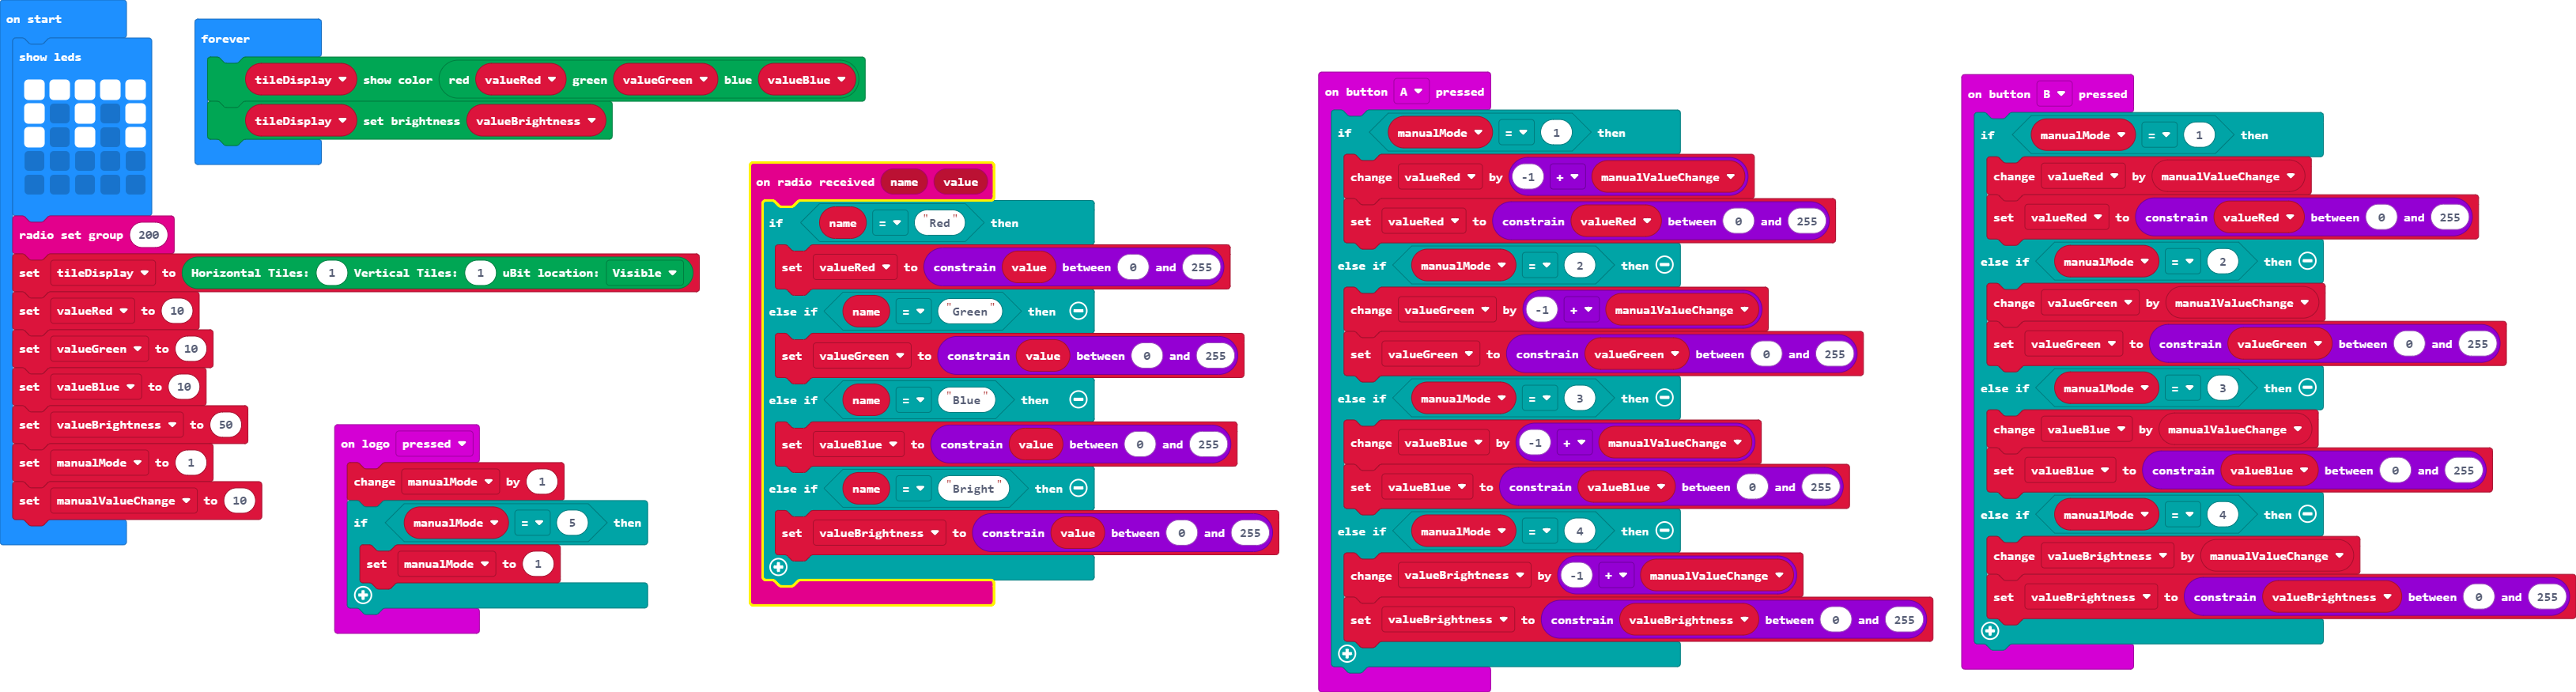 on start
show leds
radio set group 200
set tileDisplay to Horizontal Tiles: 1 Vertical Tiles: 1 uBit location: Visible
set valueRed to 10
set valueGreen to 10
set valueBlue to 10
set valueBrightness to 50
set manualMode to 1
set manualValueChange to 10
forever
tileDisplay show color red valueRed green valueGreen blue valueBlue
tileDisplay set brightness valueBrightness
on logo pressed
change manualMode by 1
if manualMode = 5 then
set manualMode to 1
on radio received name value
if name = "Red" then
set valueRed to constrain value between 0 and 255
else if name = "Green" then
set valueGreen to constrain value between 0 and 255
else if name = "Blue" then
set valueBlue to constrain value between 0 and 255
else if name = "Bright" then
set valueBrightness to constrain value between 0 and 255
on button A pressed
if manualMode = 1 then
change valueRed by -1 + manualValueChange
set valueRed to constrain valueRed between 0 and 255
else if manualMode = 2 then
change valueGreen by -1 + manualValueChange
set valueGreen to constrain valueGreen between 0 and 255
else if manualMode = 3 then
change valueBlue by -1 + manualValueChange
set valueBlue to constrain valueBlue between 0 and 255
else if manualMode = 4 then
change valueBrightness by -1 + manualValueChange
set valueBrightness to constrain valueBrightness between 0 and 255
on button B pressed
if manualMode = 1 then
change valueRed by manualValueChange
set valueRed to constrain valueRed between 0 and 255
else if manualMode = 2 then
change valueGreen by manualValueChange
set valueGreen to constrain valueGreen between 0 and 255
else if manualMode = 3 then
change valueBlue by manualValueChange
set valueBlue to constrain valueBlue between 0 and 255
else if manualMode = 4 then
change valueBrightness by manualValueChange
set valueBrightness to constrain valueBrightness between 0 and 255